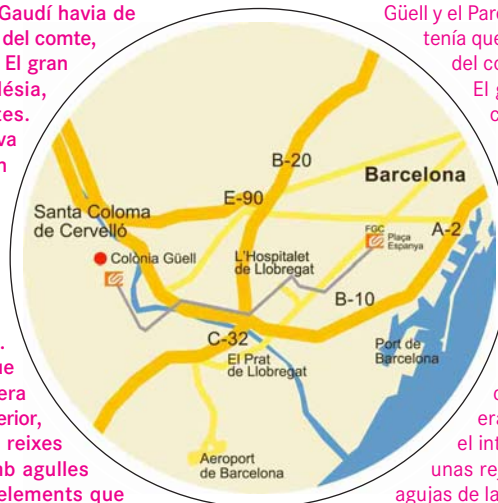 Gaudí havia de
del comte,
El gran
ésia,
tes.
va
n
.
ue
era
erior,
reixes
mb agulles
elements que
B-20
Barcelona
E-90
Santa Coloma
de Cervelló
A-2
FGC
Plaça
Espanya
Colònia Güell
L'Hospitalet
de Llobregat
B-10
C-32
Port de
Barcelona
El Prat
de Llobregat
Aeroport
de Barcelona
Güell y el Parc
tenía que
del co
El g
c
era
el int
unas re
agujas de la